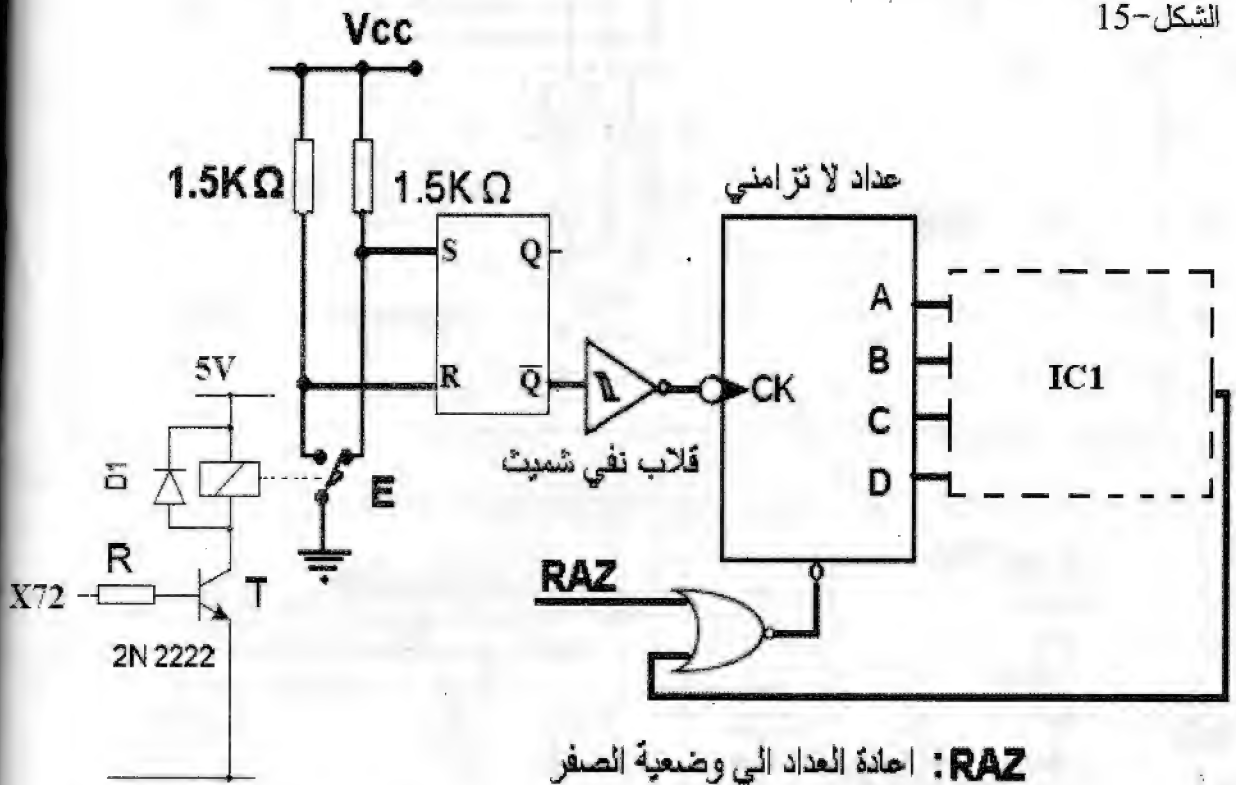 الشكل-15
Vcc
1.5KΩ
1.5KΩ
عداد لا تزامني
S
Q
A
B
IC1
5V
R
Q̅
CK
C
D
قلاب نفي شميث
D1
E
R
RAZ
X72
T
2N 2222
RAZ: اعادة العداد الي وضعية الصفر